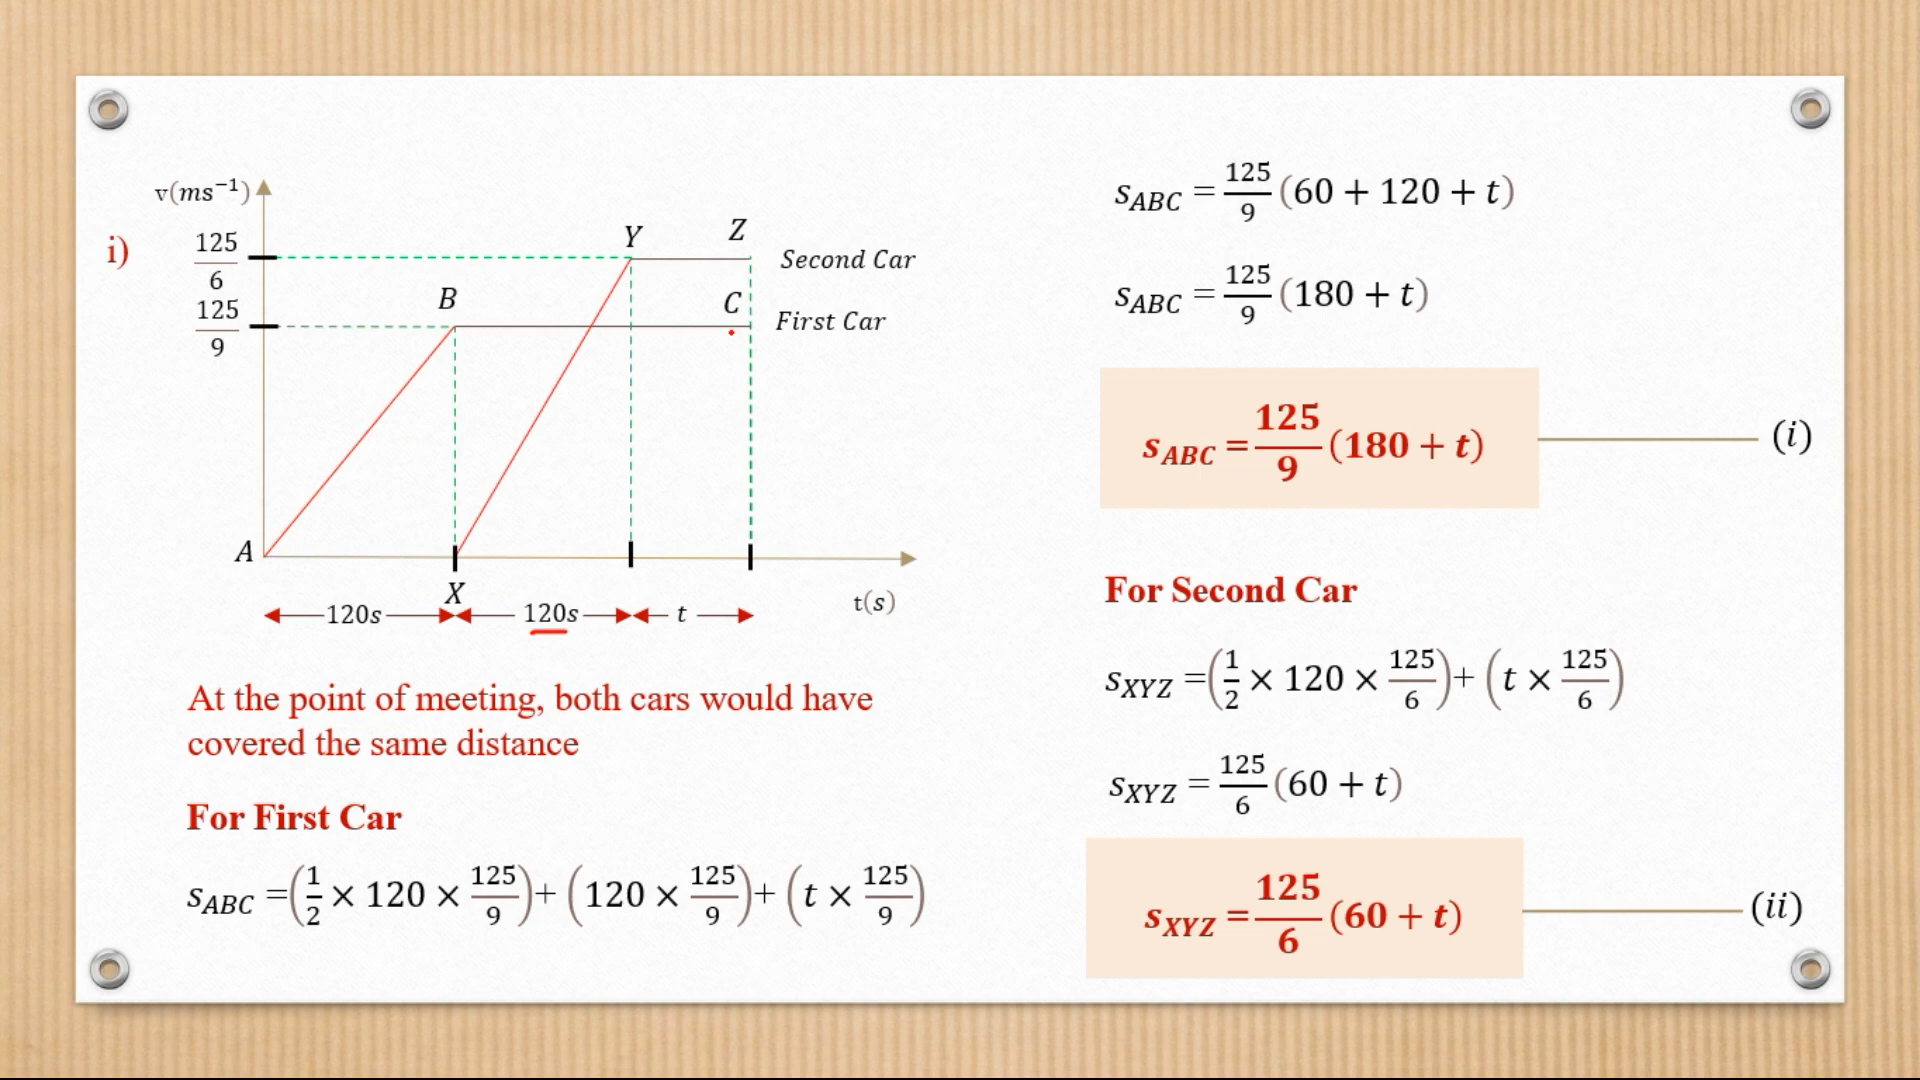 v(ms⁻¹)
i)
125/6
125/9
Y
Z
Second Car
B
C
First Car
A
X
t(s)
120s
120s
t
At the point of meeting, both cars would have
covered the same distance
For First Car
s_ABC =(1/2 × 120 × 125/9)+ (120 × 125/9)+ (t × 125/9)
s_ABC = 125/9 (60 + 120 + t)
s_ABC = 125/9 (180 + t)
s_ABC = 125/9 (180 + t) (i)
For Second Car
s_XYZ =(1/2 × 120 × 125/6)+ (t × 125/6)
s_XYZ = 125/6 (60 + t)
s_XYZ = 125/6 (60 + t) (ii)